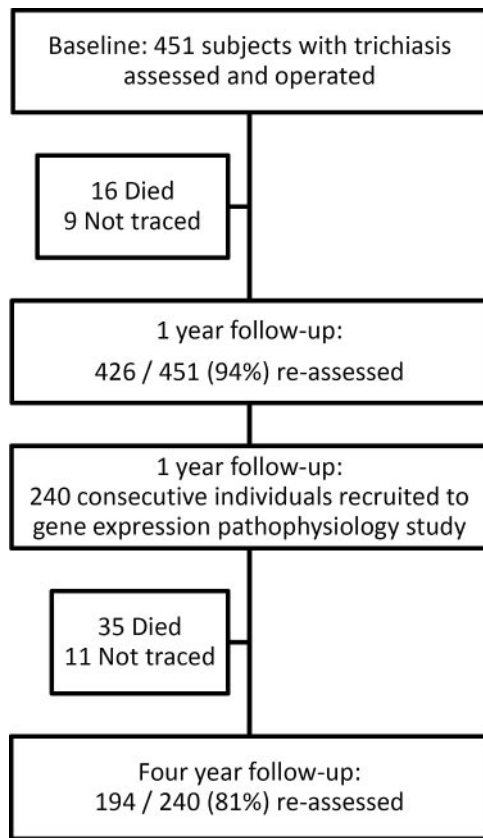 Baseline: 451 subjects with trichiasis
assessed and operated
16 Died
9 Not traced
1 year follow-up:
426 / 451 (94%) re-assessed
1 year follow-up:
240 consecutive individuals recruited to
gene expression pathophysiology study
35 Died
11 Not traced
Four year follow-up:
194 / 240 (81%) re-assessed